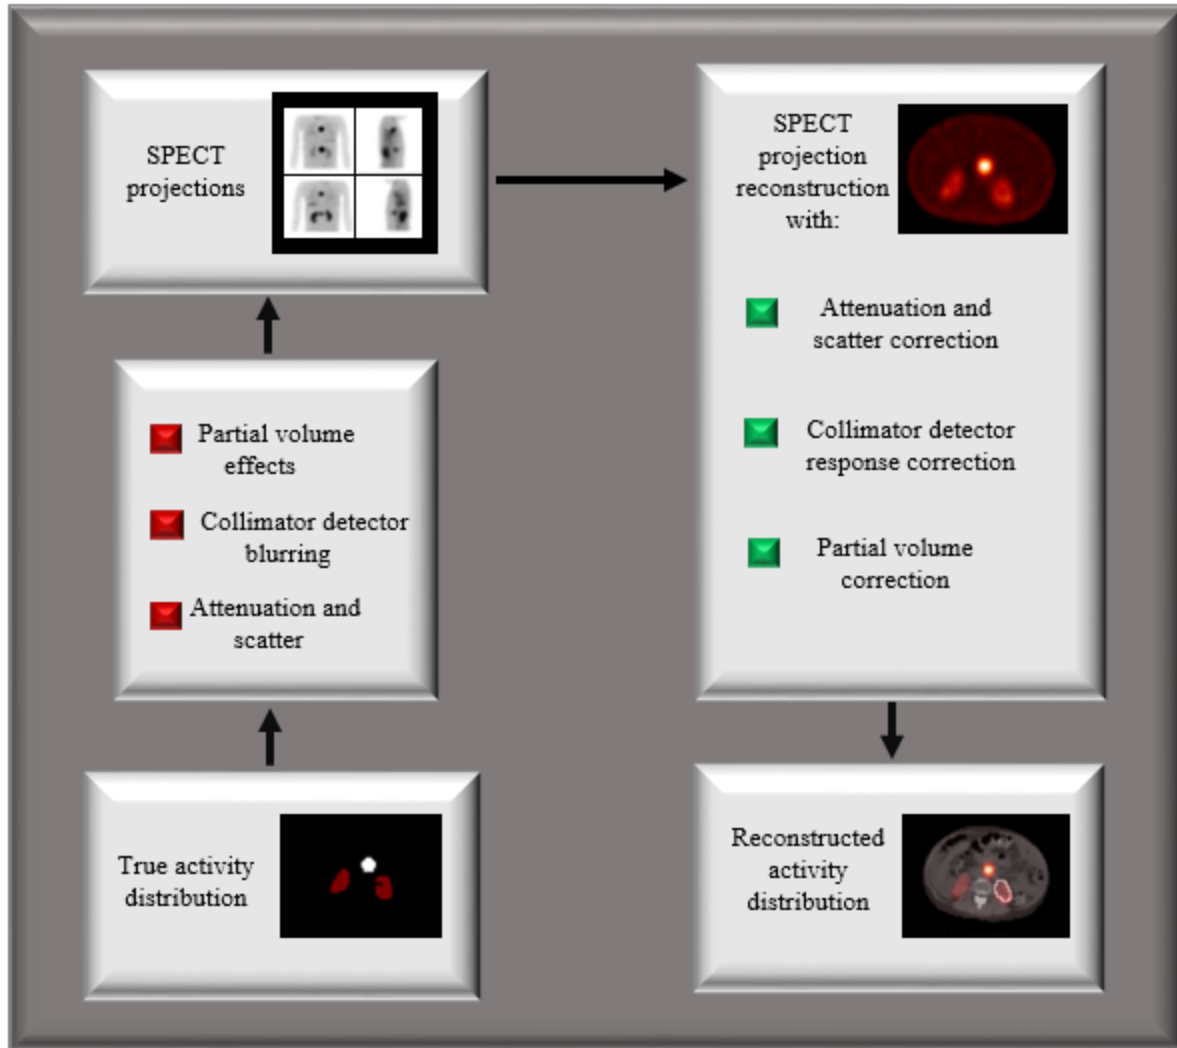 SPECT
projections
SPECT
projection
reconstruction
with:
Attenuation and
scatter correction
Collimator detector
response correction
Partial volume
correction
Partial volume
effects
Collimator detector
blurring
Attenuation and
scatter
True activity
distribution
Reconstructed
activity
distribution